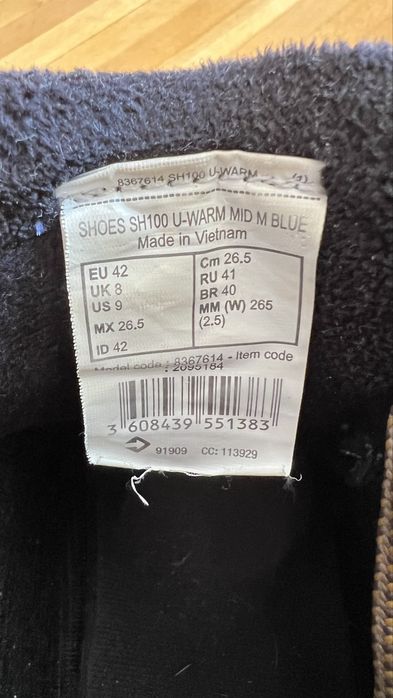 8367614 SH100 U-WARM
SHOES SH100 U-WARM MID M BLUE
Made in Vietnam
EU 42
UK 8
US 9
MX 26.5
ID 42
Cm 26.5
RU 41
BR 40
MM (W) 265
(2.5)
Model code : 8367614 - Item code
: 2095184
3 608439 551383
91909 CC: 113929